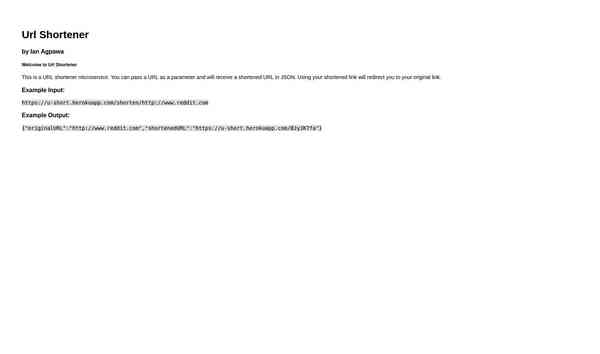 Url Shortener
by Ian Agpawa
Welcome to Url Shortener
This is a URL shortener microservice. You can pass a URL as a parameter and will receive a shortened URL in JSON. Using your shortened link will redirect you to your original link.
Example Input:
https://u-short.herokuapp.com/shorten/http://www.reddit.com
Example Output:
{"originalURL":"http://www.reddit.com","shortenedURL":"https://u-short.herokuapp.com/BJyJK7fa"}